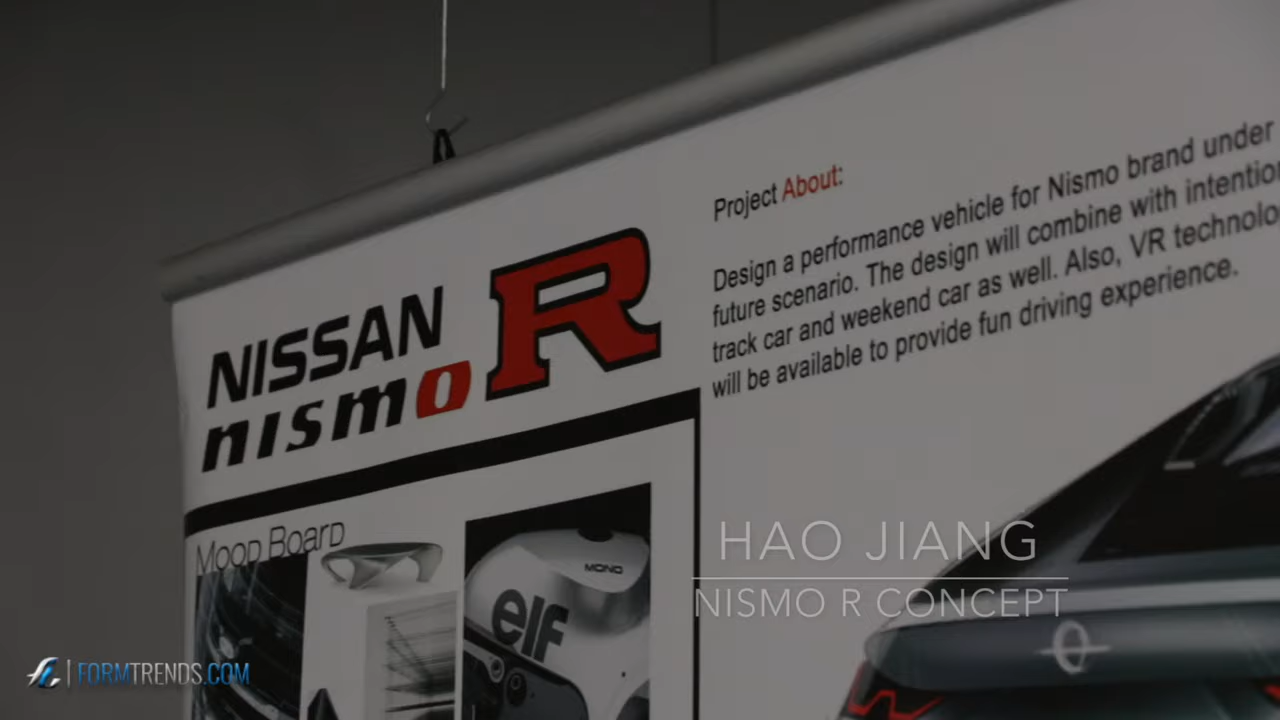 Project About:
Design a performance vehicle for Nismo brand under
future scenario. The design will combine with intention
track car and weekend car as well. Also, VR technolo
will be available to provide fun driving experience.
NISSAN
nismo
R
Mood Board
MONO
elf
HAO JIANG
NISMO R CONCEPT
FORMTRENDS.COM